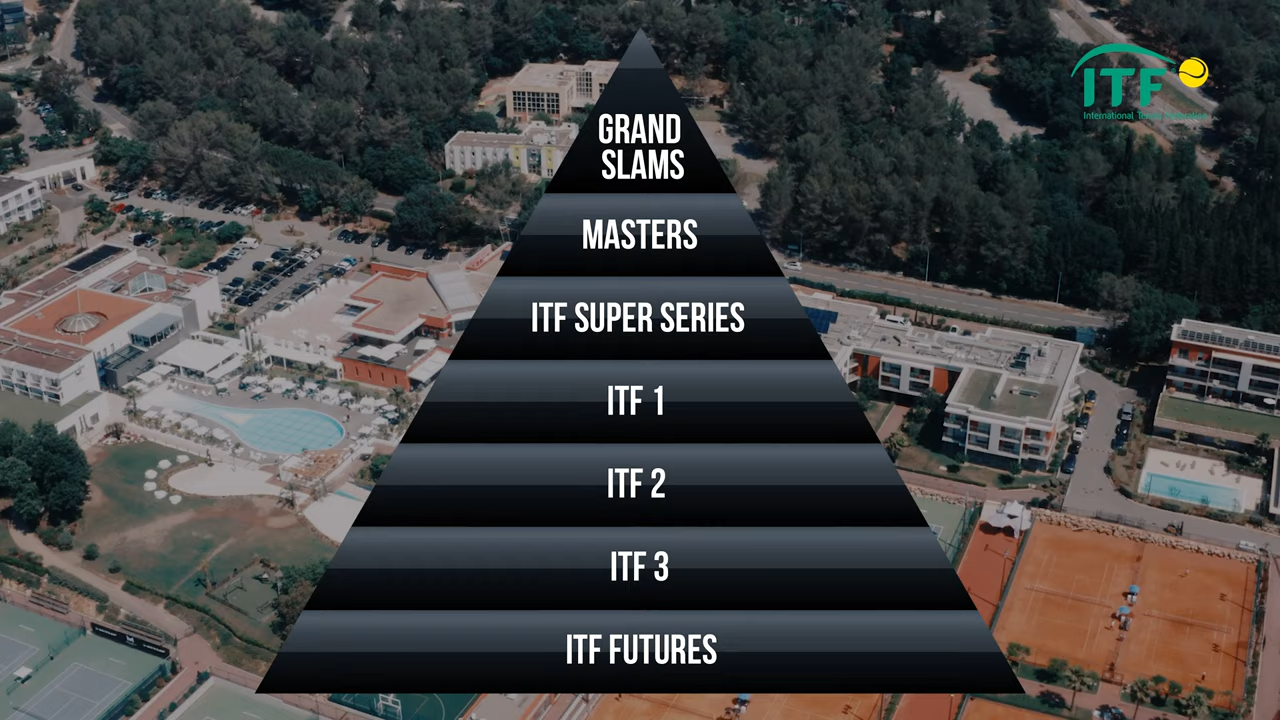 GRAND
SLAMS
MASTERS
ITF SUPER SERIES
ITF 1
ITF 2
ITF 3
ITF FUTURES
ITF
International Tennis Federation